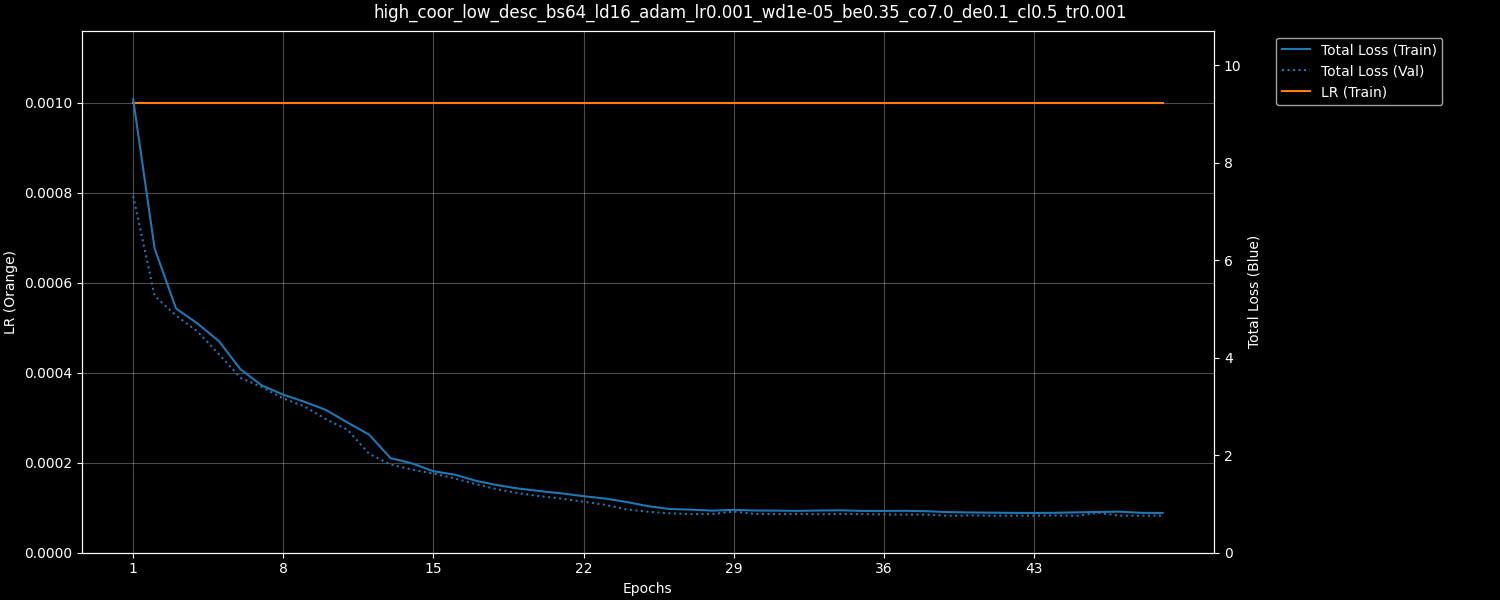 high_coor_low_desc_bs64_ld16_adam_lr0.001_wd1e-05_be0.35_co7.0_de0.1_cl0.5_tr0.001
Total Loss (Train)
Total Loss (Val)
LR (Train)
LR (Orange)
0.0010
0.0008
0.0006
0.0004
0.0002
0.0000
10
8
6
4
2
0
Total Loss (Blue)
1 8 15 22 29 36 43
Epochs